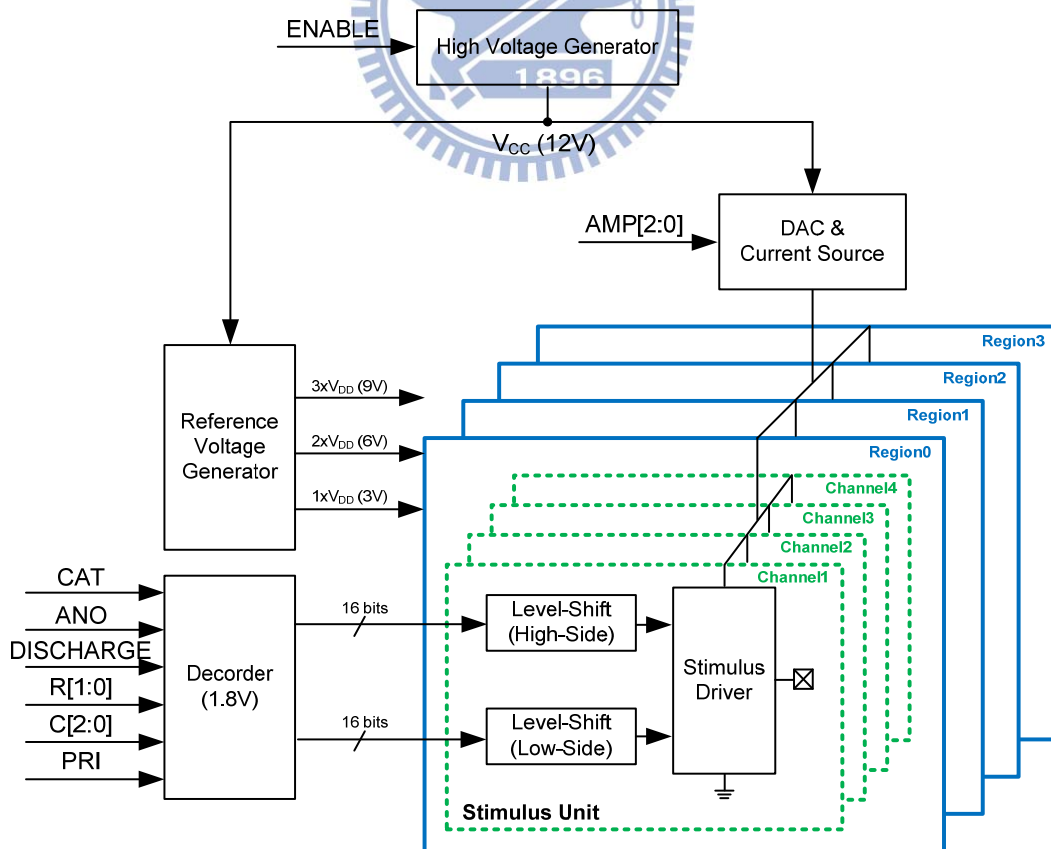 ENABLE
High Voltage Generator
1896
VCC (12V)
AMP[2:0]
DAC &
Current Source
Region3
Region2
Region1
Region0
Reference
Voltage
Generator
3xVDD (9V)
2xVDD (6V)
1xVDD (3V)
Channel4
Channel3
Channel2
Channel1
CAT
ANO
DISCHARGE
R[1:0]
C[2:0]
PRI
Decorder
(1.8V)
16 bits
16 bits
Level-Shift
(High-Side)
Level-Shift
(Low-Side)
Stimulus
Driver
Stimulus Unit